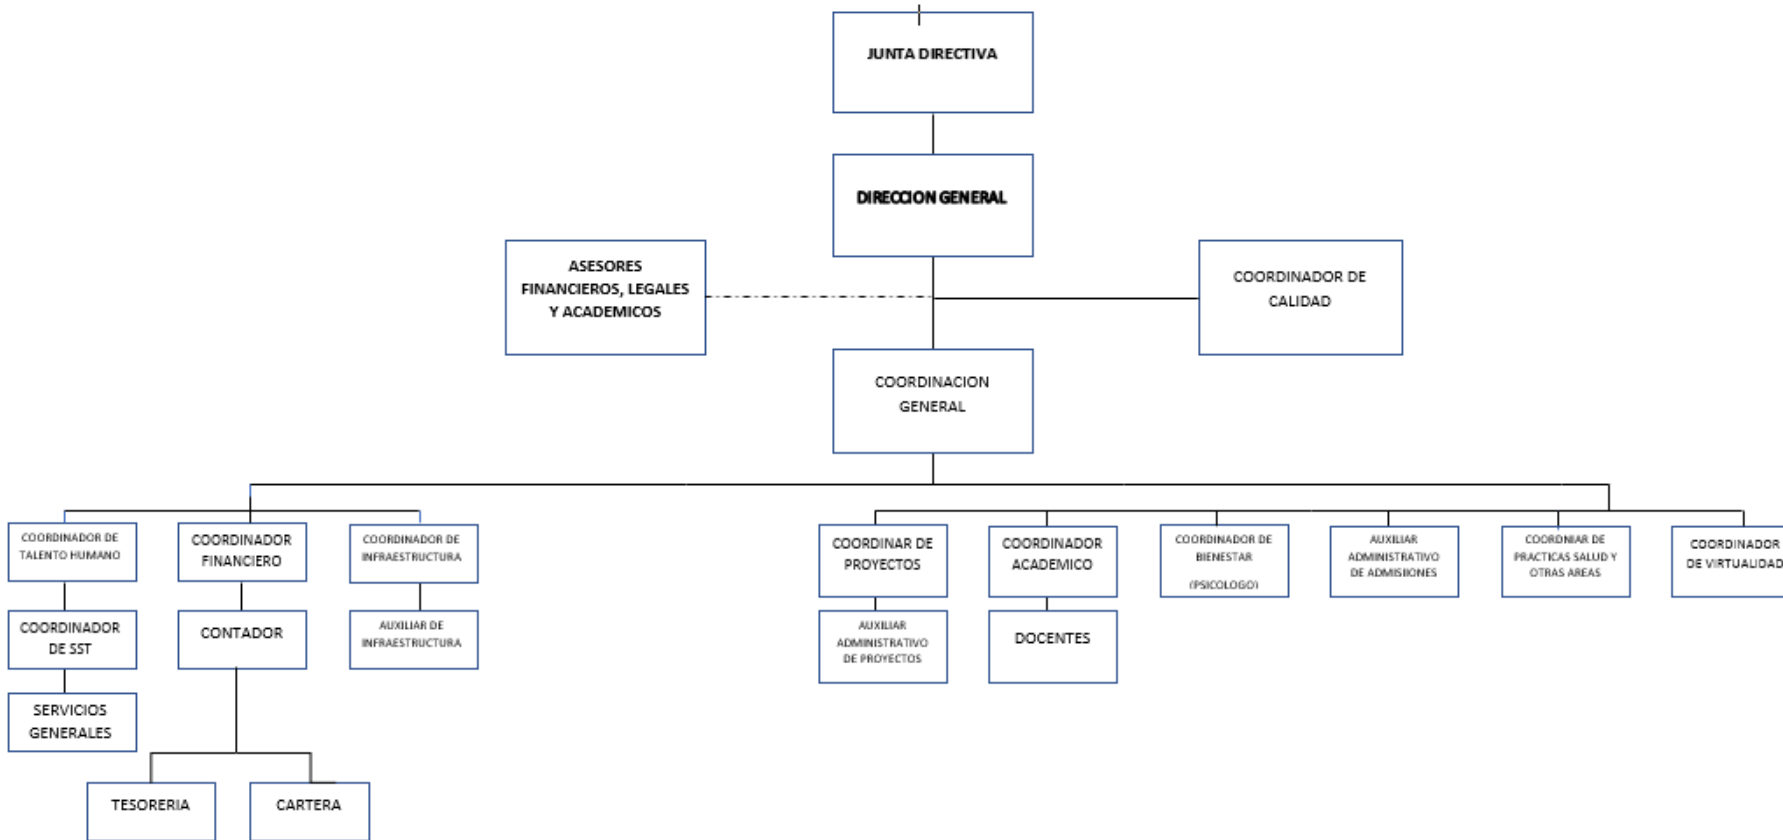 JUNTA DIRECTIVA
DIRECCION GENERAL
ASESORES
FINANCIEROS, LEGALES
Y ACADEMICOS
COORDINADOR DE
CALIDAD
COORDINACION
GENERAL
COORDINADOR DE
TALENTO HUMANO
COORDINADOR
FINANCIERO
COORDINADOR DE
INFRAESTRUCTURA
COORDINAR DE
PROYECTOS
COORDINADOR
ACADEMICO
COORDINADOR DE
BIENESTAR
(PSICOLOGO)
AUXILIAR
ADMINISTRATIVO
DE ADMISIIONES
COORDNIAR DE
PRACTICAS SALUD Y
OTRAS AREAS
COORDINADOR
DE VIRTUALIDAD
COORDINADOR
DE SST
CONTADOR
AUXILIAR DE
INFRAESTRUCTURA
AUXILIAR
ADMINISTRATIVO
DE PROYECTOS
DOCENTES
SERVICIOS
GENERALES
TESORERIA
CARTERA